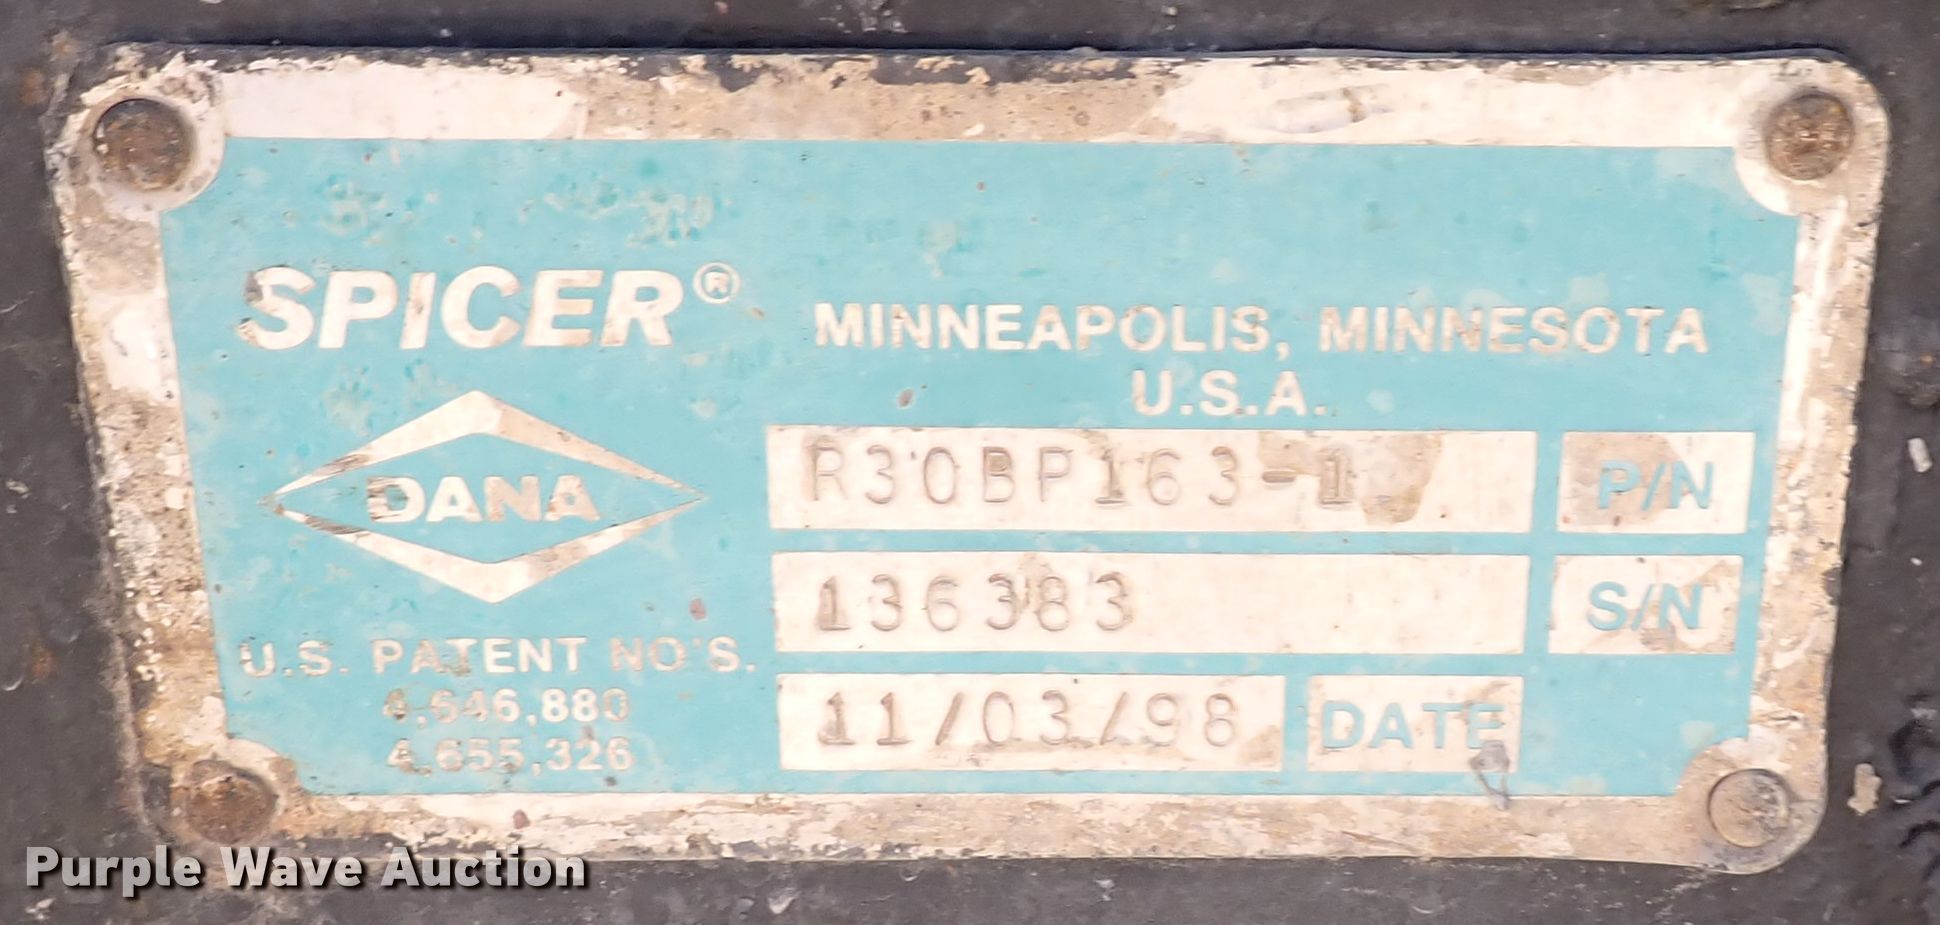 SPICER®
MINNEAPOLIS, MINNESOTA
U.S.A.
DANA
R30BP163-1 P/N
136383 S/N
11/03/98 DATE
U.S. PATENT NO'S.
4,646,880
4,655,326
Purple Wave Auction